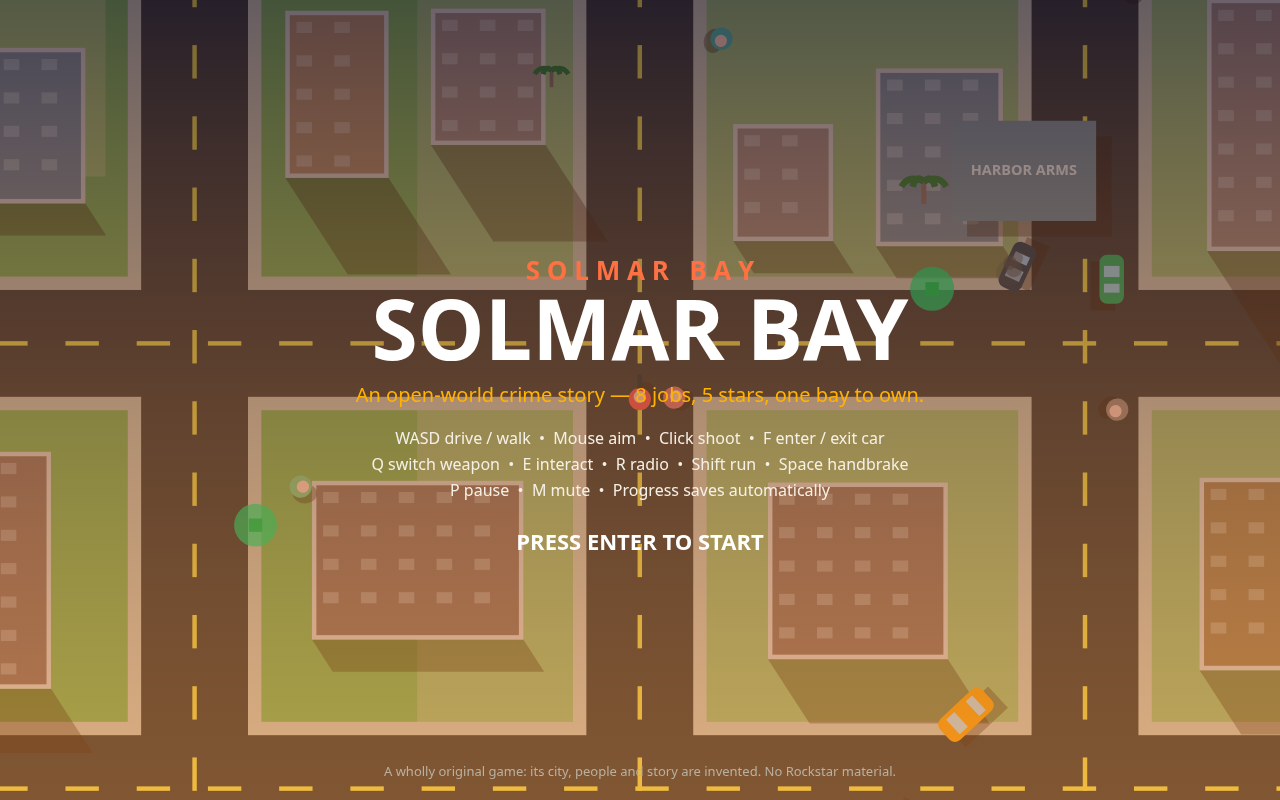 HARBOR ARMS
SOLMAR BAY
SOLMAR BAY
An open-world crime story — 8 jobs, 5 stars, one bay to own.
WASD drive / walk • Mouse aim • Click shoot • F enter / exit car
Q switch weapon • E interact • R radio • Shift run • Space handbrake
P pause • M mute • Progress saves automatically
PRESS ENTER TO START
A wholly original game: its city, people and story are invented. No Rockstar material.